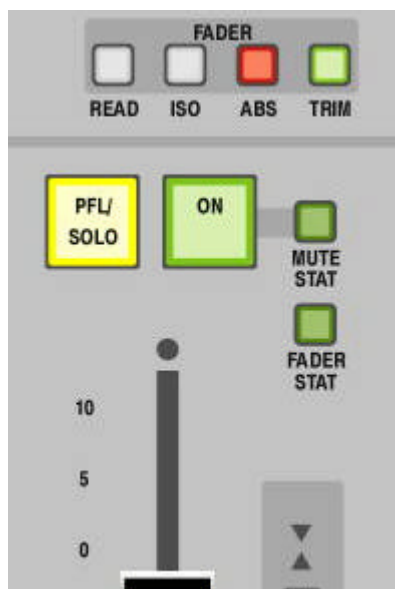 FADER
READ ISO ABS TRIM
PFL/
SOLO
ON
MUTE
STAT
FADER
STAT
10
5
0